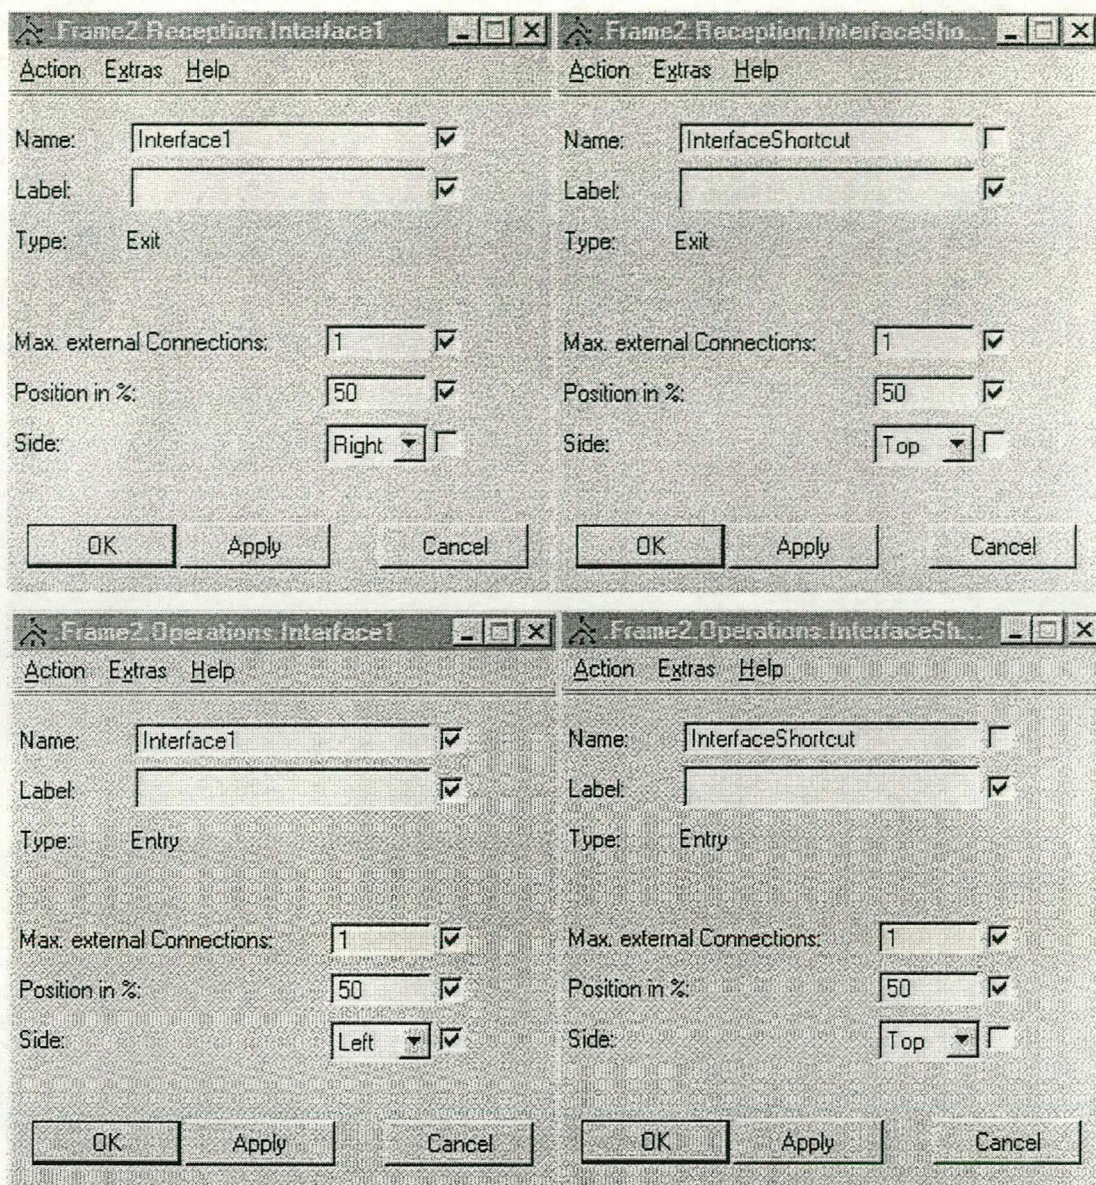 Frame2.Reception.Interface1
Action Extras Help
Name: Interface1
Label:
Type: Exit
Max. external Connections: 1
Position in %: 50
Side: Right
OK Apply Cancel
Frame2.Reception.InterfaceSho...
Action Extras Help
Name: InterfaceShortcut
Label:
Type: Exit
Max. external Connections: 1
Position in %: 50
Side: Top
OK Apply Cancel
.Frame2.Operations.Interface1
Action Extras Help
Name: Interface1
Label:
Type: Entry
Max. external Connections: 1
Position in %: 50
Side: Left
OK Apply Cancel
.Frame2.Operations.InterfaceSh...
Action Extras Help
Name: InterfaceShortcut
Label:
Type: Entry
Max. external Connections: 1
Position in %: 50
Side: Top
OK Apply Cancel